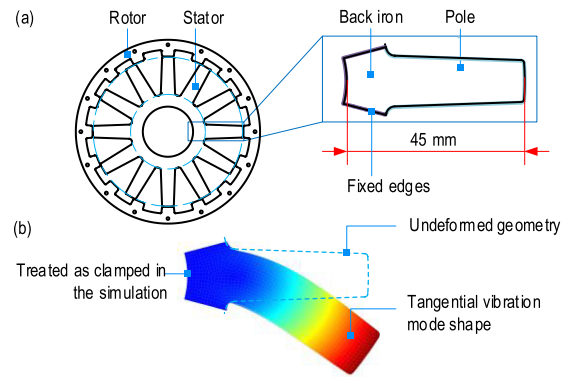 (a)
Rotor
Stator
Back iron
Pole
45 mm
Fixed edges
(b)
Undeformed geometry
Treated as clamped in
the simulation
Tangential vibration
mode shape